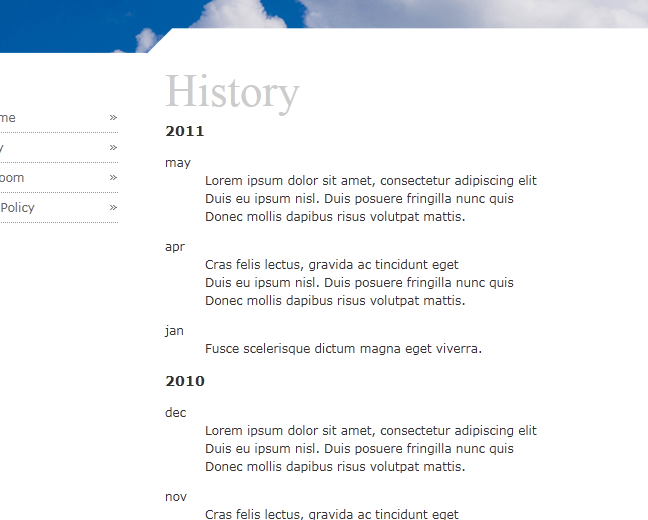 History
me »
y »
oom »
Policy »
2011
may
Lorem ipsum dolor sit amet, consectetur adipiscing elit
Duis eu ipsum nisl. Duis posuere fringilla nunc quis
Donec mollis dapibus risus volutpat mattis.
apr
Cras felis lectus, gravida ac tincidunt eget
Duis eu ipsum nisl. Duis posuere fringilla nunc quis
Donec mollis dapibus risus volutpat mattis.
jan
Fusce scelerisque dictum magna eget viverra.
2010
dec
Lorem ipsum dolor sit amet, consectetur adipiscing elit
Duis eu ipsum nisl. Duis posuere fringilla nunc quis
Donec mollis dapibus risus volutpat mattis.
nov
Cras felis lectus, gravida ac tincidunt eget